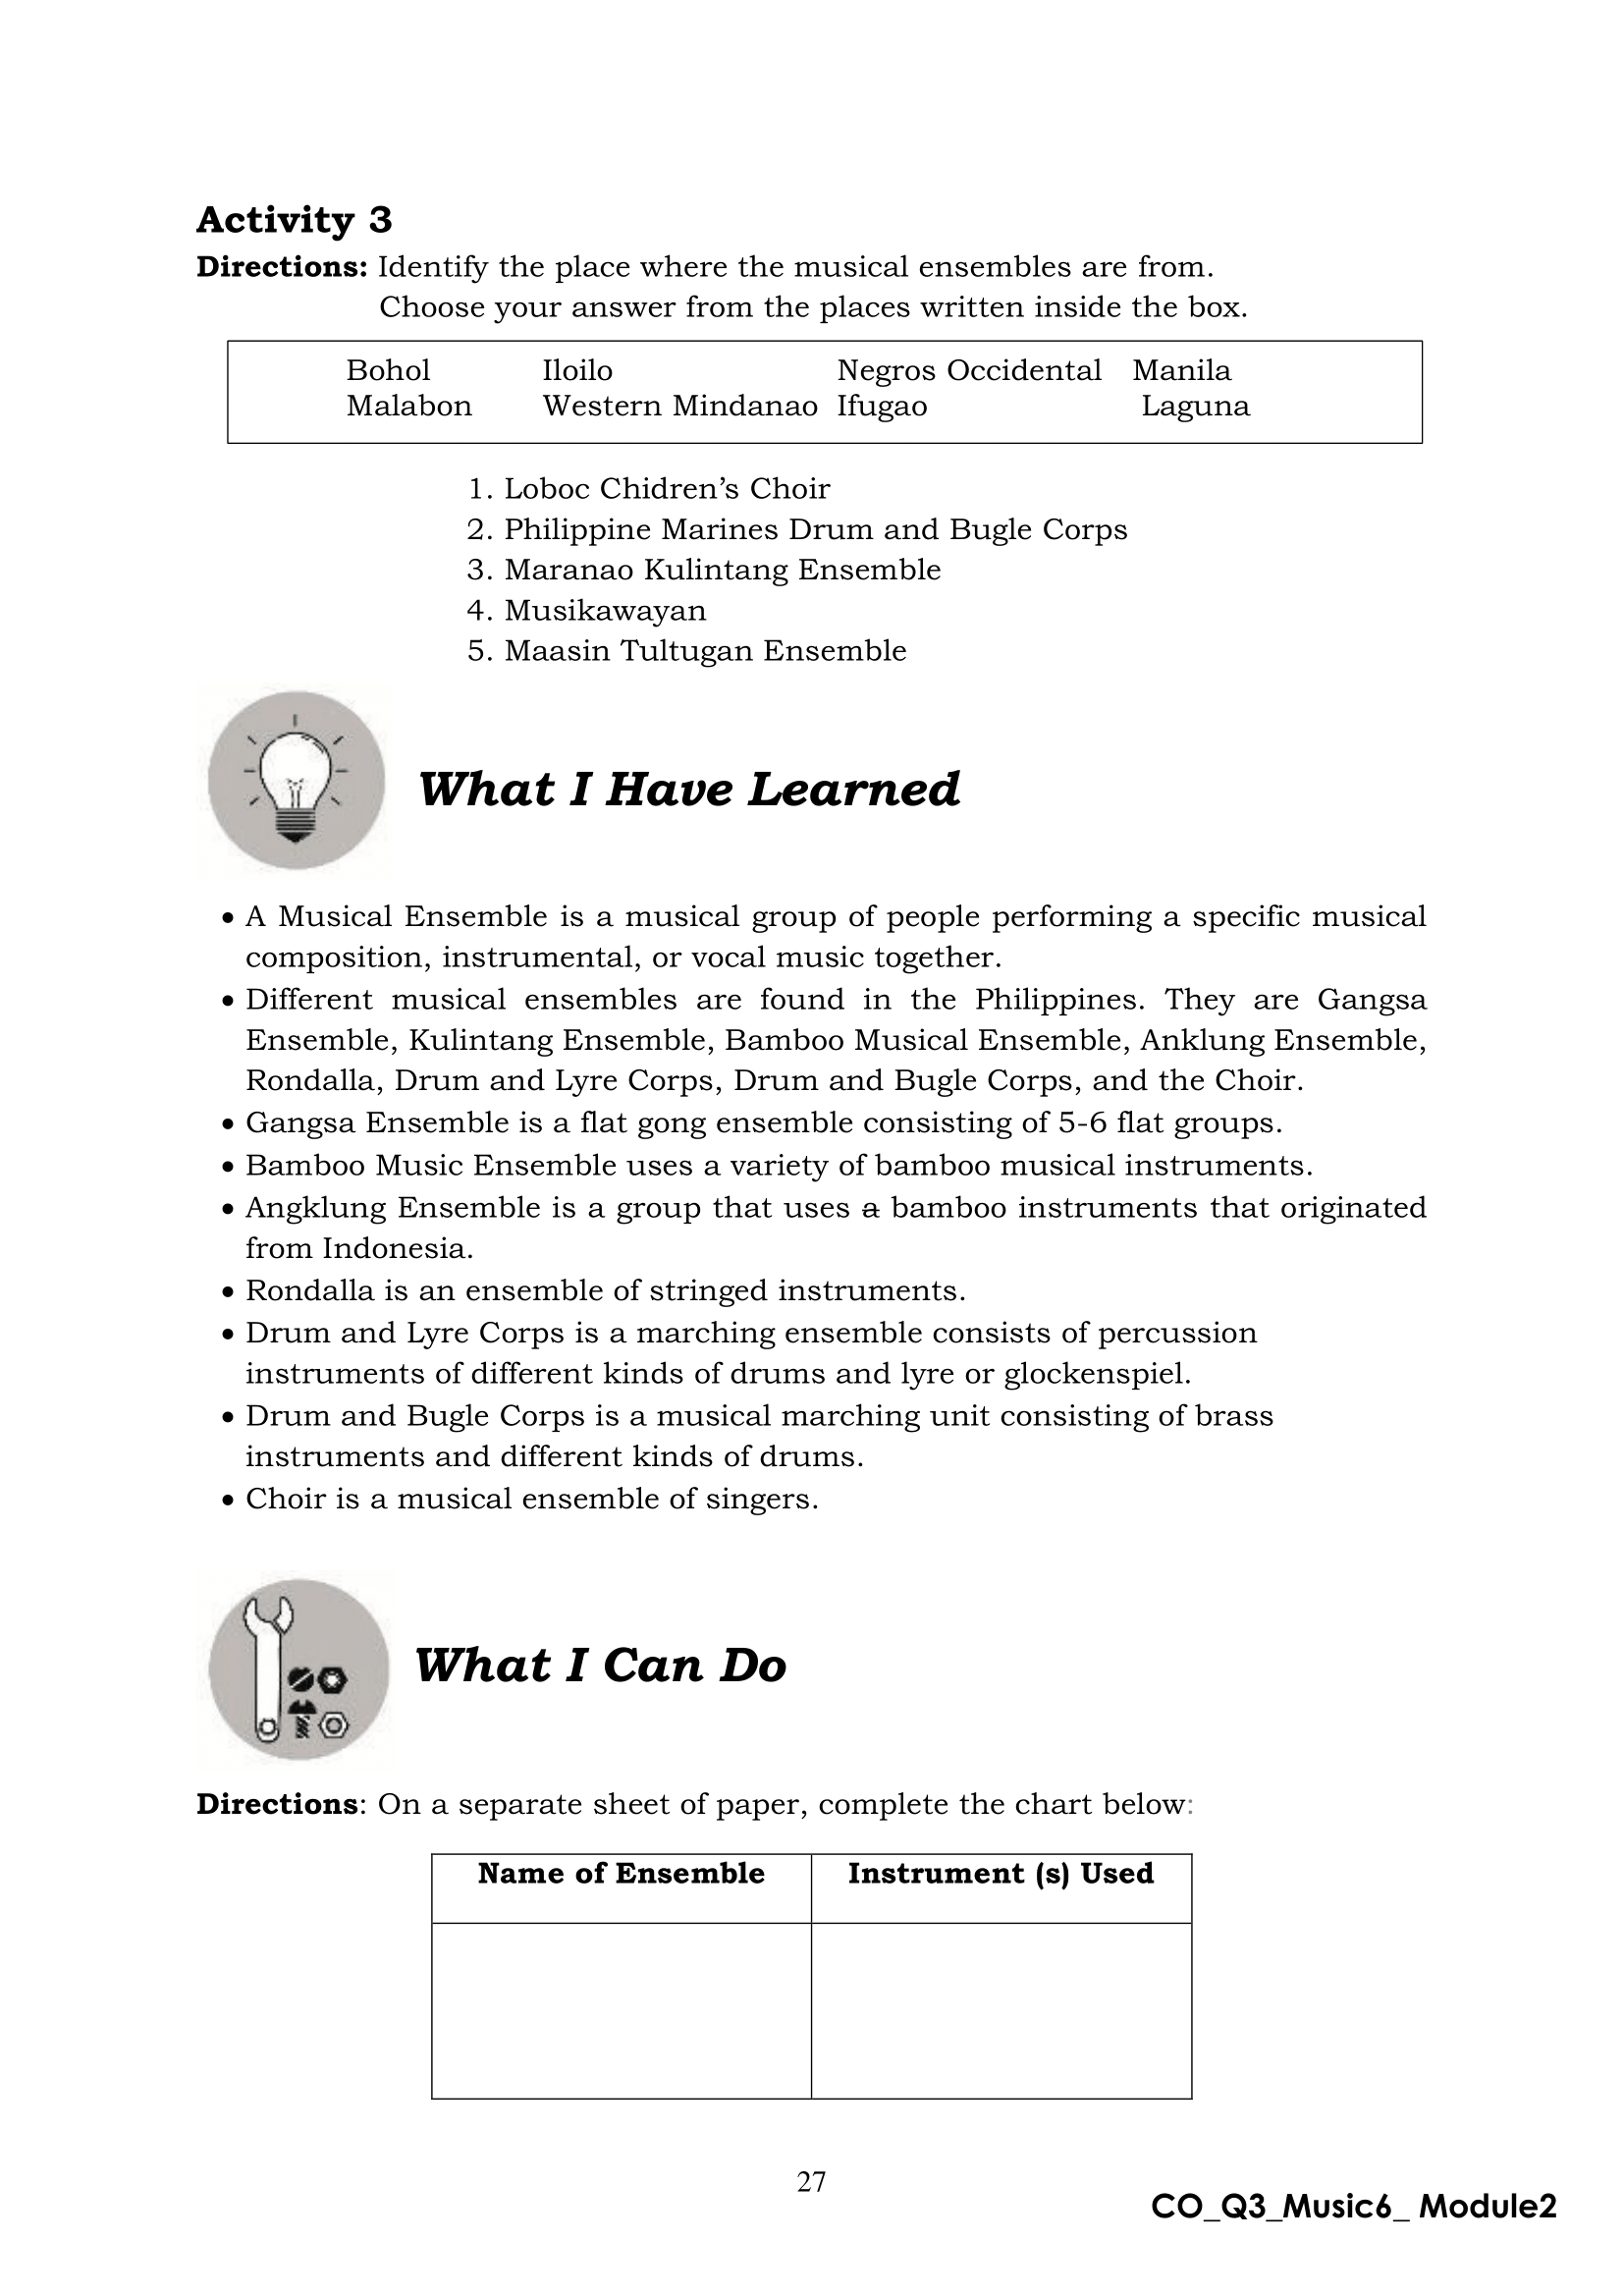 Activity 3
Directions: Identify the place where the musical ensembles are from.
Choose your answer from the places written inside the box.
Bohol Iloilo Negros Occidental Manila
Malabon Western Mindanao Ifugao Laguna
1. Loboc Chidren’s Choir
2. Philippine Marines Drum and Bugle Corps
3. Maranao Kulintang Ensemble
4. Musikawayan
5. Maasin Tultugan Ensemble
What I Have Learned
• A Musical Ensemble is a musical group of people performing a specific musical
composition, instrumental, or vocal music together.
• Different musical ensembles are found in the Philippines. They are Gangsa
Ensemble, Kulintang Ensemble, Bamboo Musical Ensemble, Anklung Ensemble,
Rondalla, Drum and Lyre Corps, Drum and Bugle Corps, and the Choir.
• Gangsa Ensemble is a flat gong ensemble consisting of 5-6 flat groups.
• Bamboo Music Ensemble uses a variety of bamboo musical instruments.
• Angklung Ensemble is a group that uses a bamboo instruments that originated
from Indonesia.
• Rondalla is an ensemble of stringed instruments.
• Drum and Lyre Corps is a marching ensemble consists of percussion
instruments of different kinds of drums and lyre or glockenspiel.
• Drum and Bugle Corps is a musical marching unit consisting of brass
instruments and different kinds of drums.
• Choir is a musical ensemble of singers.
What I Can Do
Directions: On a separate sheet of paper, complete the chart below:
Name of Ensemble Instrument (s) Used
27
CO_Q3_Music6_ Module2